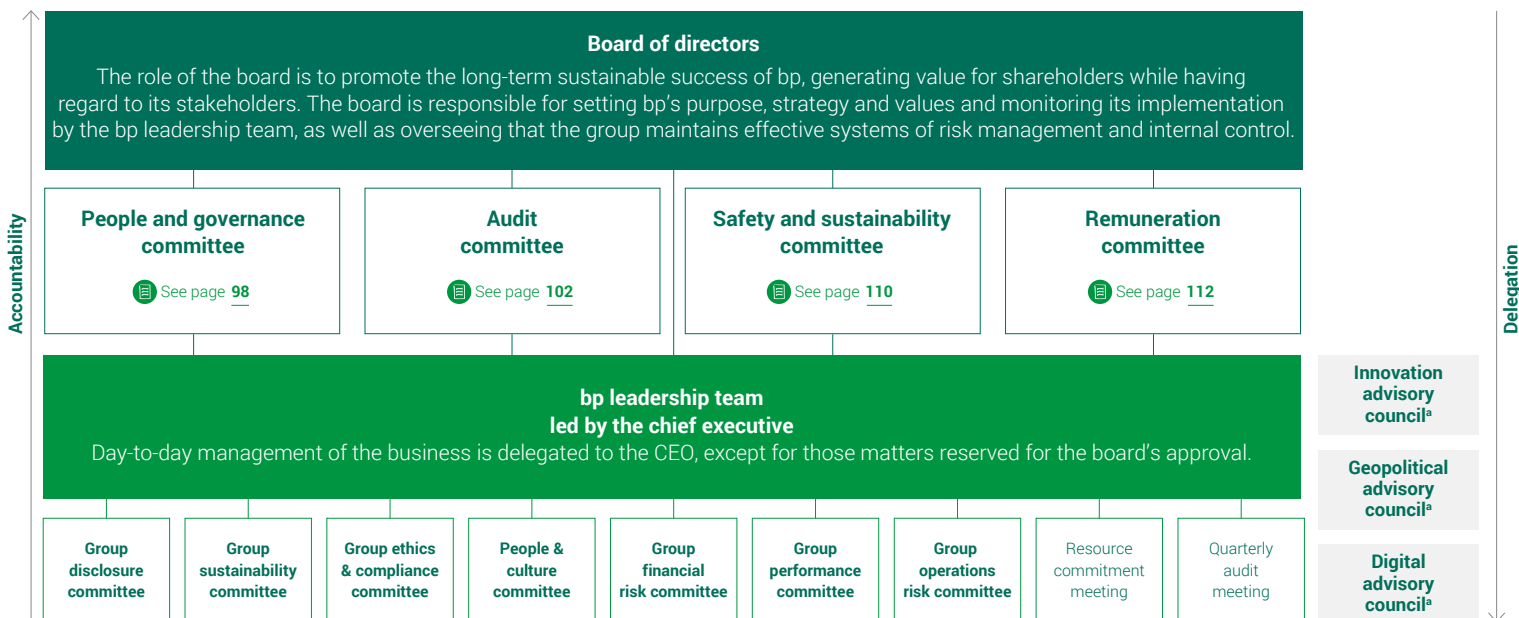 Board of directors
The role of the board is to promote the long-term sustainable success of bp, generating value for shareholders while having
regard to its stakeholders. The board is responsible for setting bp's purpose, strategy and values and monitoring its implementation
by the bp leadership team, as well as overseeing that the group maintains effective systems of risk management and internal control.
Accountability
People and governance
committee
See page 98
Audit
committee
See page 102
Safety and sustainability
committee
See page 110
Remuneration
committee
See page 112
Delegation
bp leadership team
led by the chief executive
Day-to-day management of the business is delegated to the CEO, except for those matters reserved for the board's approval.
Innovation
advisory
councilᵃ
Geopolitical
advisory
councilᵃ
Digital
advisory
councilᵃ
Group
disclosure
committee
Group
sustainability
committee
Group ethics
& compliance
committee
People &
culture
committee
Group
financial
risk committee
Group
performance
committee
Group
operations
risk committee
Resource
commitment
meeting
Quarterly
audit
meeting